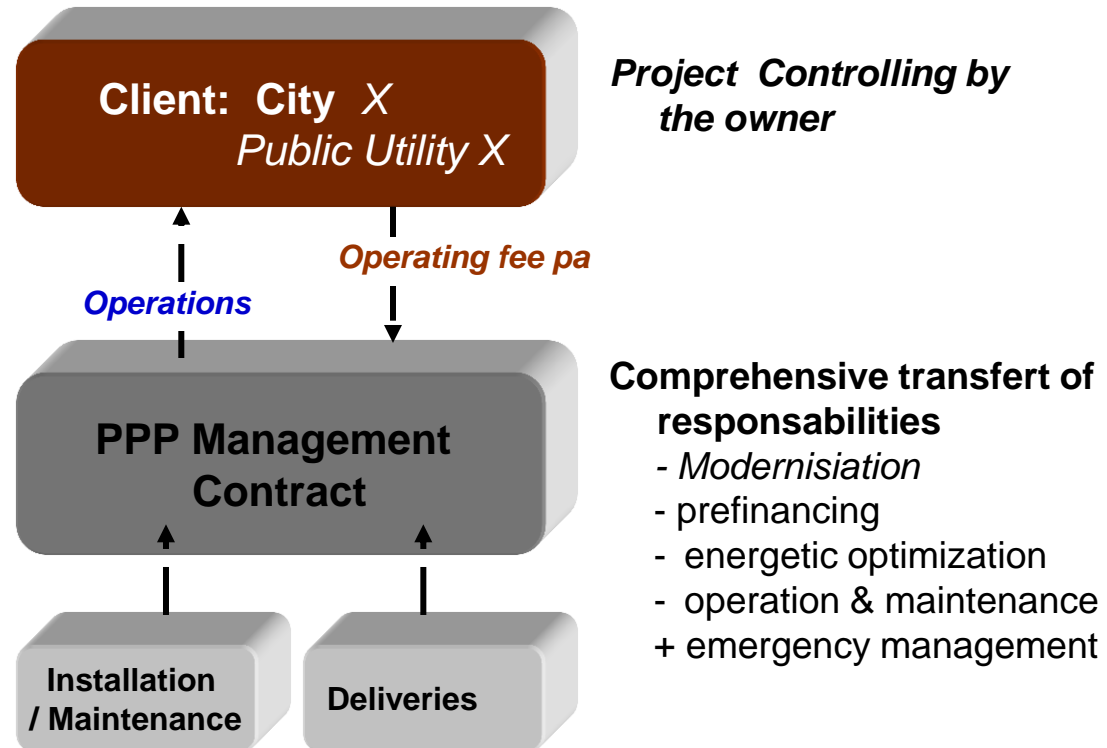 Client: City X
Public Utility X
Project Controlling by
the owner
Operating fee pa
Operations
PPP Management
Contract
Comprehensive transfert of
responsabilities
- Modernisiation
- prefinancing
- energetic optimization
- operation & maintenance
+ emergency management
Installation
/ Maintenance
Deliveries